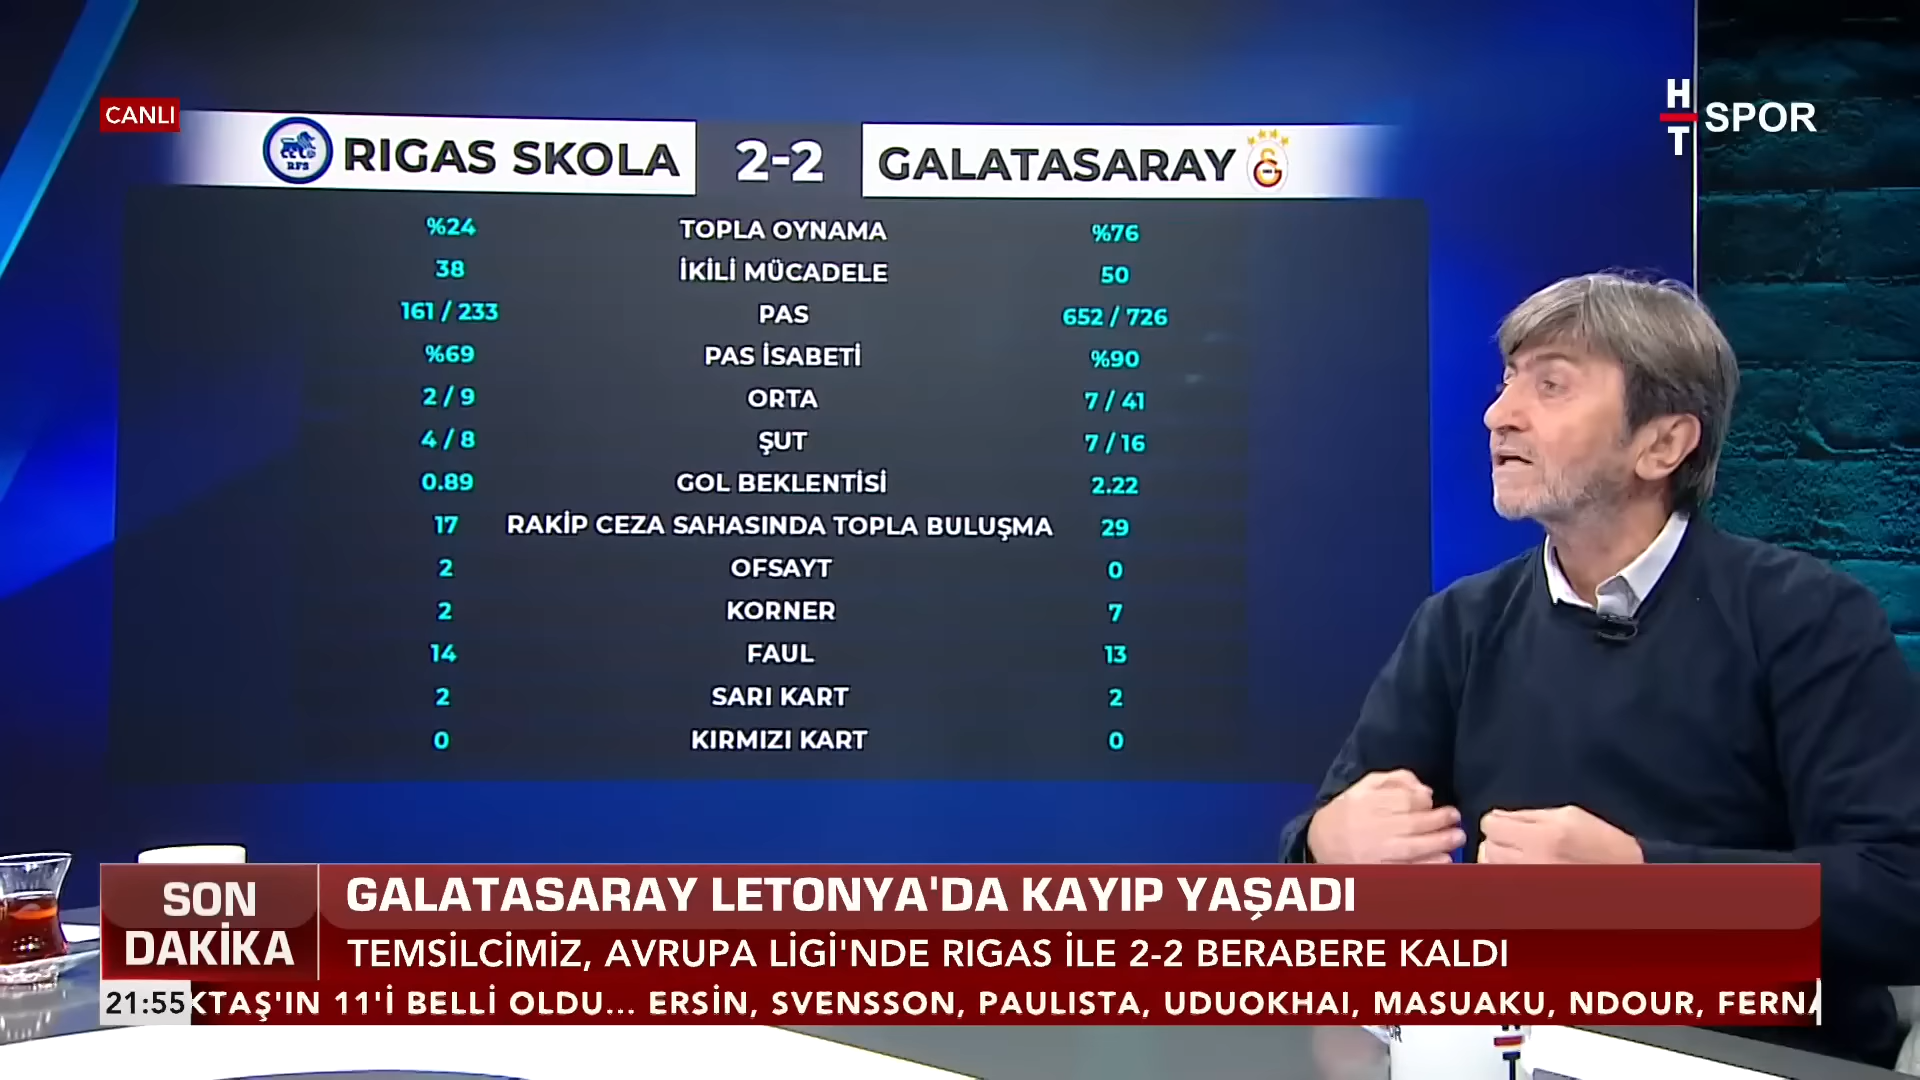 CANLI
HT SPOR
RFS
RIGAS SKOLA 2-2 GALATASARAY
%24 TOPLA OYNAMA %76
38 İKİLİ MÜCADELE 50
161 / 233 PAS 652 / 726
%69 PAS İSABETİ %90
2 / 9 ORTA 7 / 41
4 / 8 ŞUT 7 / 16
0.89 GOL BEKLENTİSİ 2.22
17 RAKİP CEZA SAHASINDA TOPLA BULUŞMA 29
2 OFSAYT 0
2 KORNER 7
14 FAUL 13
2 SARI KART 2
0 KIRMIZI KART 0
SON DAKİKA
GALATASARAY LETONYA'DA KAYIP YAŞADI
TEMSİLCİMİZ, AVRUPA LİGİ'NDE RIGAS İLE 2-2 BERABERE KALDI
21:55 KTAŞ'IN 11'İ BELLİ OLDU... ERSİN, SVENSSON, PAULISTA, UDUOKHAI, MASUAKU, NDOUR, FERNA